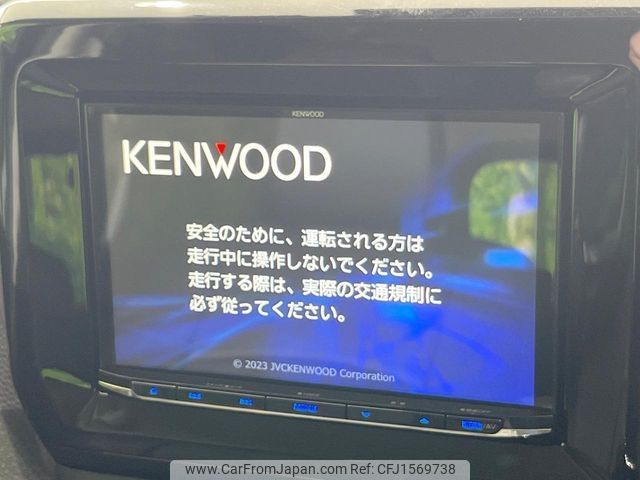 KENWOOD
KENWOOD
安全のために、運転される方は
走行中に操作しないでください。
走行する際は、実際の交通規制に
必ず従ってください。
© 2023 JVCKENWOOD Corporation
AV
www.CarFromJapan.com | Stock ID: CFJ1569738